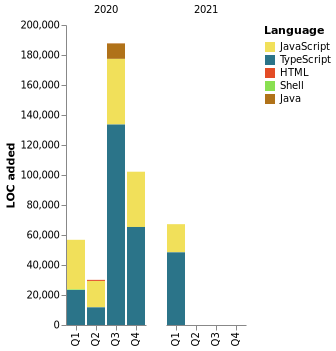 2020
2021
Language
JavaScript
TypeScript
HTML
Shell
Java
LOC added
200,000
180,000
160,000
140,000
120,000
100,000
80,000
60,000
40,000
20,000
0
Q1
Q2
Q3
Q4
Q1
Q2
Q3
Q4